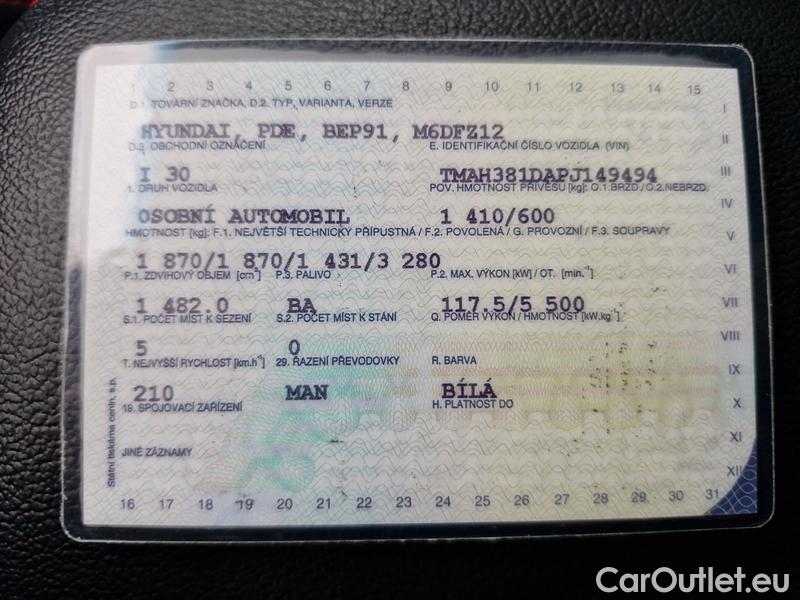 1 2 3 4 5 6 7 8 9 10 11 12 13 14 15
D.1. TOVÁRNÍ ZNAČKA, D.2. TYP, VARIANTA, VERZE I
HYUNDAI, PDE, BEP91, M6DFZ12
D.3. OBCHODNÍ OZNAČENÍ E. IDENTIFIKAČNÍ ČÍSLO VOZIDLA (VIN) II
I 30 TMAH381DAPJ149494 III
1. DRUH VOZIDLA POV. HMOTNOST PŘÍVĚSU [kg]: O.1.BRZD./O.2.NEBRZD.
OSOBNÍ AUTOMOBIL 1 410/600 IV
HMOTNOST [kg]: F.1. NEJVĚTŠÍ TECHNICKY PŘÍPUSTNÁ / F.2. POVOLENÁ / G. PROVOZNÍ / F.3. SOUPRAVY V
1 870/1 870/1 431/3 280
P.1. ZDVIHOVÝ OBJEM [cm³] P.3. PALIVO P.2. MAX. VÝKON [kW] / OT. [min.⁻¹] VI
1 482.0 BA 117.5/5 500 VII
S.1. POČET MÍST K SEZENÍ S.2. POČET MÍST K STÁNÍ Q. POMĚR VÝKON / HMOTNOST [kW.kg⁻¹]
5 0 VIII
T. NEJVYŠŠÍ RYCHLOST [km.h⁻¹] 29. ŘAZENÍ PŘEVODOVKY R. BARVA IX
210 MAN BÍLÁ
19. SPOJOVACÍ ZAŘÍZENÍ H. PLATNOST DO X
XI
JINÉ ZÁZNAMY
XII
16 17 18 19 20 21 22 23 24 25 26 27 28 29 30 31
Státní tiskárna cenin, s.p.
CarOutlet.eu